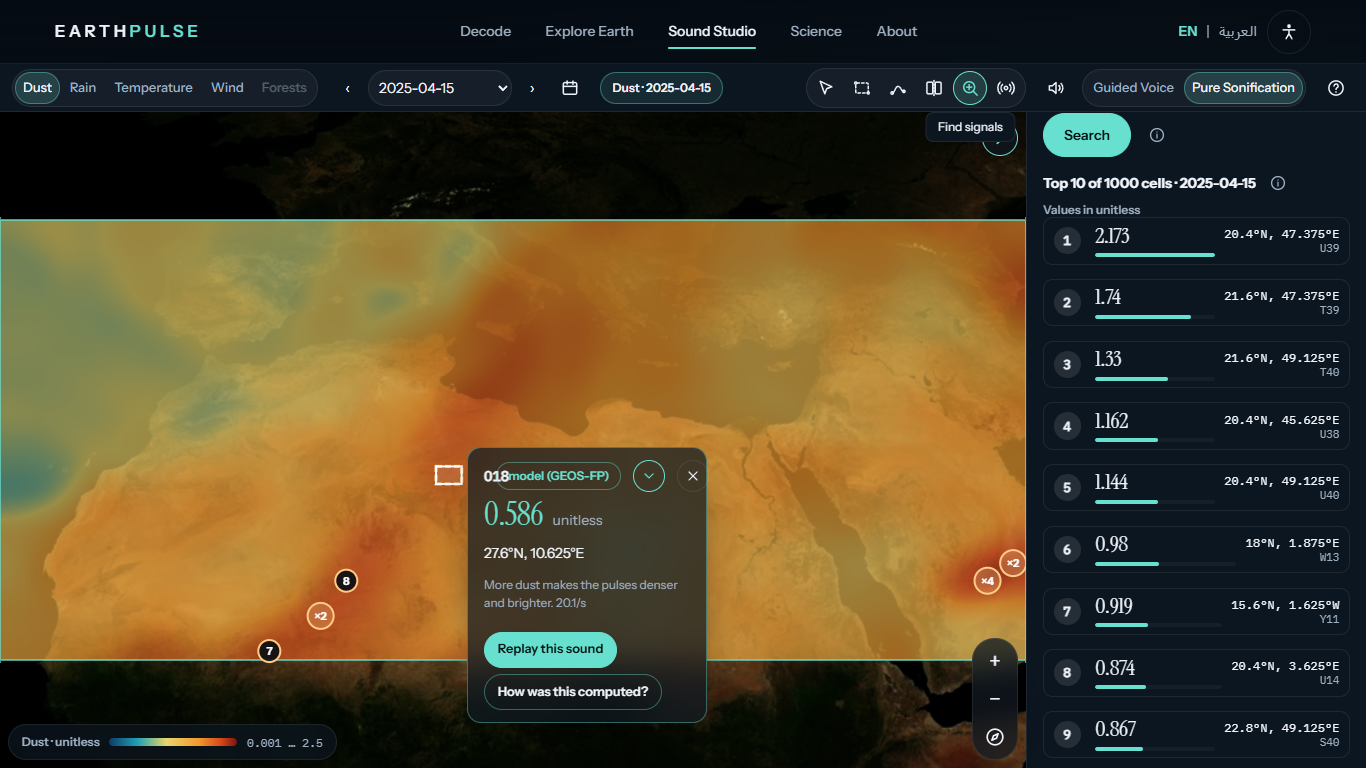 EARTHPULSE
Decode Explore Earth Sound Studio Science About
EN | العربية
Dust Rain Temperature Wind Forests
‹ 2025-04-15 ›
Dust·2025-04-15
Guided Voice Pure Sonification
Find signals
Search
Top 10 of 1000 cells·2025-04-15
Values in unitless
1 2.173 20.4°N, 47.375°E
U39
2 1.74 21.6°N, 47.375°E
T39
3 1.33 21.6°N, 49.125°E
T40
4 1.162 20.4°N, 45.625°E
U38
5 1.144 20.4°N, 49.125°E
U40
6 0.98 18°N, 1.875°E
W13
7 0.919 15.6°N, 1.625°W
Y11
8 0.874 20.4°N, 3.625°E
U14
9 0.867 22.8°N, 49.125°E
S40
018 model (GEOS-FP)
0.586 unitless
27.6°N, 10.625°E
More dust makes the pulses denser
and brighter. 20.1/s
Replay this sound
How was this computed?
8
×2
7
×2
×4
+
−
Dust·unitless 0.001 … 2.5